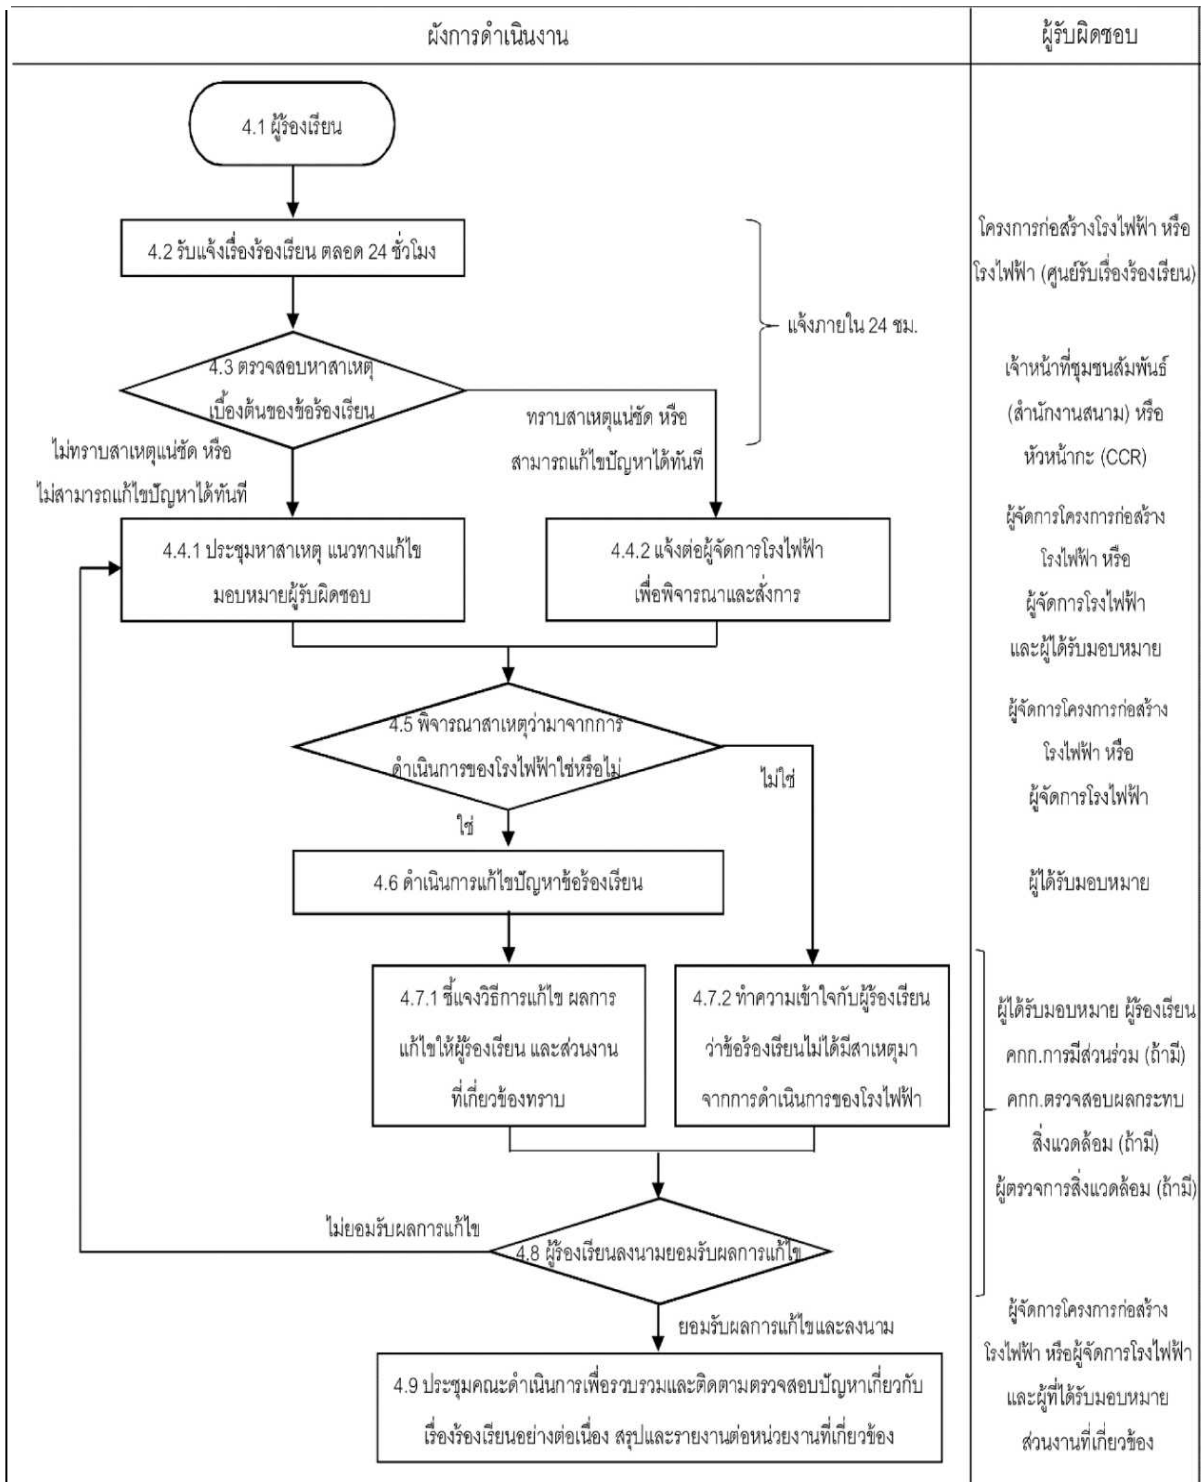 ผังการดำเนินงาน
ผู้รับผิดชอบ
4.1 ผู้ร้องเรียน
4.2 รับแจ้งเรื่องร้องเรียน ตลอด 24 ชั่วโมง
โครงการก่อสร้างโรงไฟฟ้า หรือ
โรงไฟฟ้า (ศูนย์รับเรื่องร้องเรียน)
แจ้งภายใน 24 ชม.
4.3 ตรวจสอบหาสาเหตุ
เบื้องต้นของข้อร้องเรียน
เจ้าหน้าที่ชุมชนสัมพันธ์
(สำนักงานสนาม) หรือ
หัวหน้ากะ (CCR)
ไม่ทราบสาเหตุแน่ชัด หรือ
ไม่สามารถแก้ไขปัญหาได้ทันที
ทราบสาเหตุแน่ชัด หรือ
สามารถแก้ไขปัญหาได้ทันที
4.4.1 ประชุมหาสาเหตุ แนวทางแก้ไข
มอบหมายผู้รับผิดชอบ
4.4.2 แจ้งต่อผู้จัดการโรงไฟฟ้า
เพื่อพิจารณาและสั่งการ
ผู้จัดการโครงการก่อสร้าง
โรงไฟฟ้า หรือ
ผู้จัดการโรงไฟฟ้า
และผู้ได้รับมอบหมาย
4.5 พิจารณาสาเหตุว่ามาจากการ
ดำเนินการของโรงไฟฟ้าใช่หรือไม่
ผู้จัดการโครงการก่อสร้าง
โรงไฟฟ้า หรือ
ผู้จัดการโรงไฟฟ้า
ไม่ใช่
ใช่
4.6 ดำเนินการแก้ไขปัญหาข้อร้องเรียน
ผู้ได้รับมอบหมาย
4.7.1 ชี้แจงวิธีการแก้ไข ผลการ
แก้ไขให้ผู้ร้องเรียน และส่วนงาน
ที่เกี่ยวข้องทราบ
4.7.2 ทำความเข้าใจกับผู้ร้องเรียน
ว่าข้อร้องเรียนไม่ได้มีสาเหตุมา
จากการดำเนินการของโรงไฟฟ้า
ผู้ได้รับมอบหมาย ผู้ร้องเรียน
คกก.การมีส่วนร่วม (ถ้ามี)
คกก.ตรวจสอบผลกระทบ
สิ่งแวดล้อม (ถ้ามี)
ผู้ตรวจการสิ่งแวดล้อม (ถ้ามี)
ไม่ยอมรับผลการแก้ไข
4.8 ผู้ร้องเรียนลงนามยอมรับผลการแก้ไข
ยอมรับผลการแก้ไขและลงนาม
4.9 ประชุมคณะดำเนินการเพื่อรวบรวมและติดตามตรวจสอบปัญหาเกี่ยวกับ
เรื่องร้องเรียนอย่างต่อเนื่อง สรุปและรายงานต่อหน่วยงานที่เกี่ยวข้อง
ผู้จัดการโครงการก่อสร้าง
โรงไฟฟ้า หรือผู้จัดการโรงไฟฟ้า
และผู้ที่ได้รับมอบหมาย
ส่วนงานที่เกี่ยวข้อง